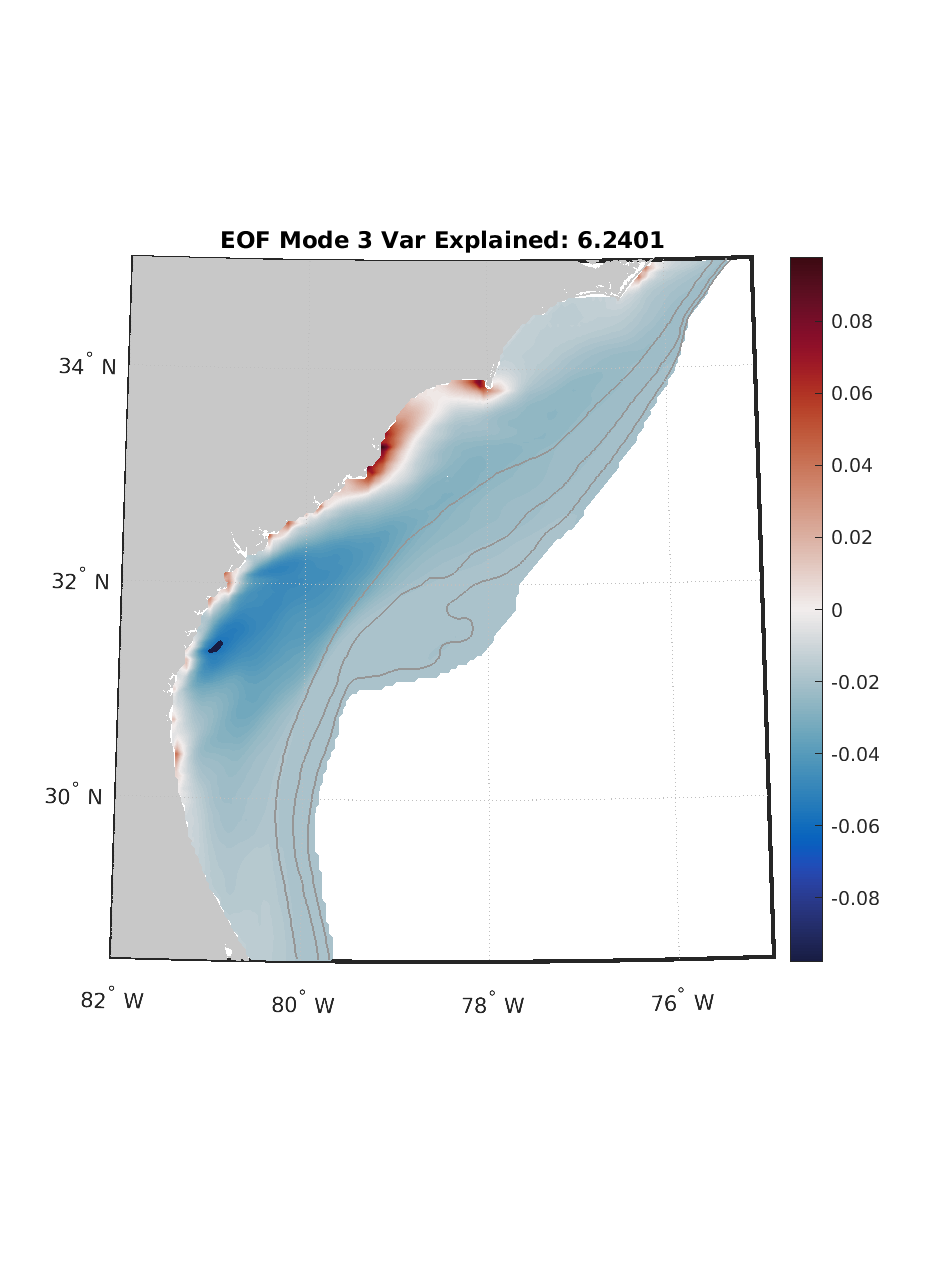 EOF Mode 3 Var Explained: 6.2401
34° N
32° N
30° N
82° W
80° W
78° W
76° W
0.08
0.06
0.04
0.02
0
-0.02
-0.04
-0.06
-0.08